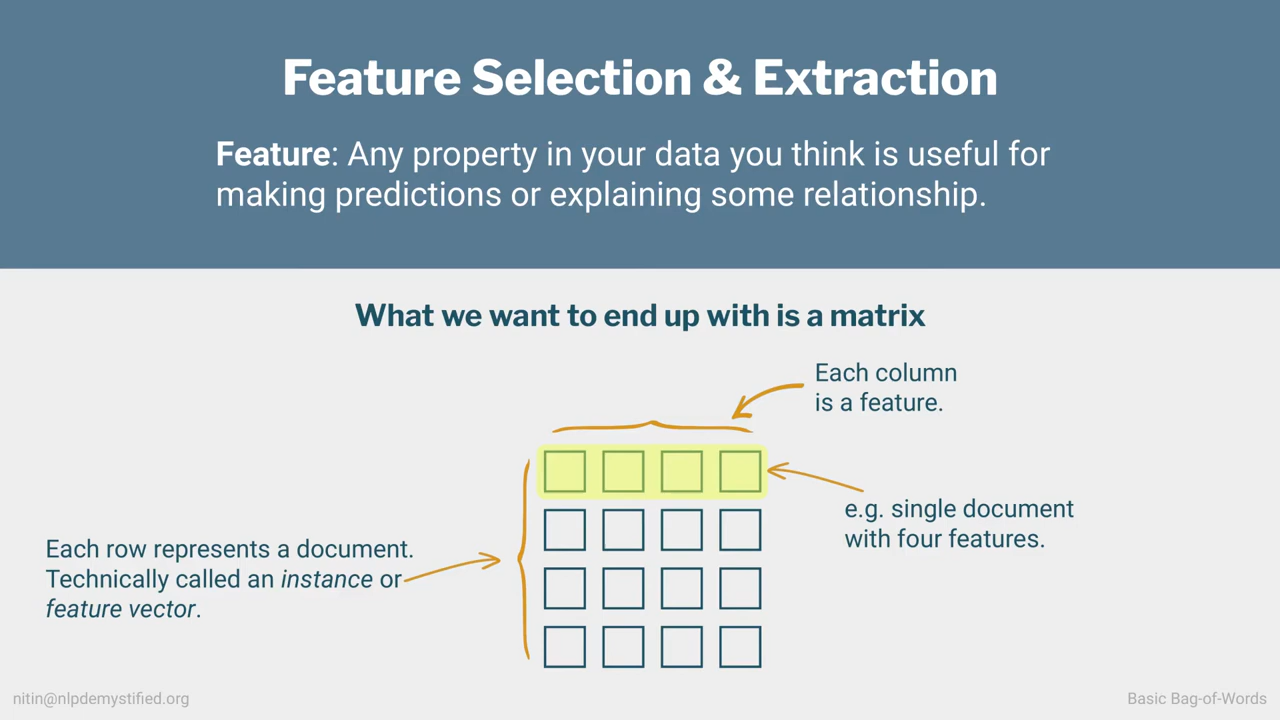 Feature Selection & Extraction
Feature: Any property in your data you think is useful for
making predictions or explaining some relationship.
What we want to end up with is a matrix
Each column
is a feature.
e.g. single document
with four features.
Each row represents a document.
Technically called an instance or
feature vector.
nitin@nlpdemystified.org
Basic Bag-of-Words